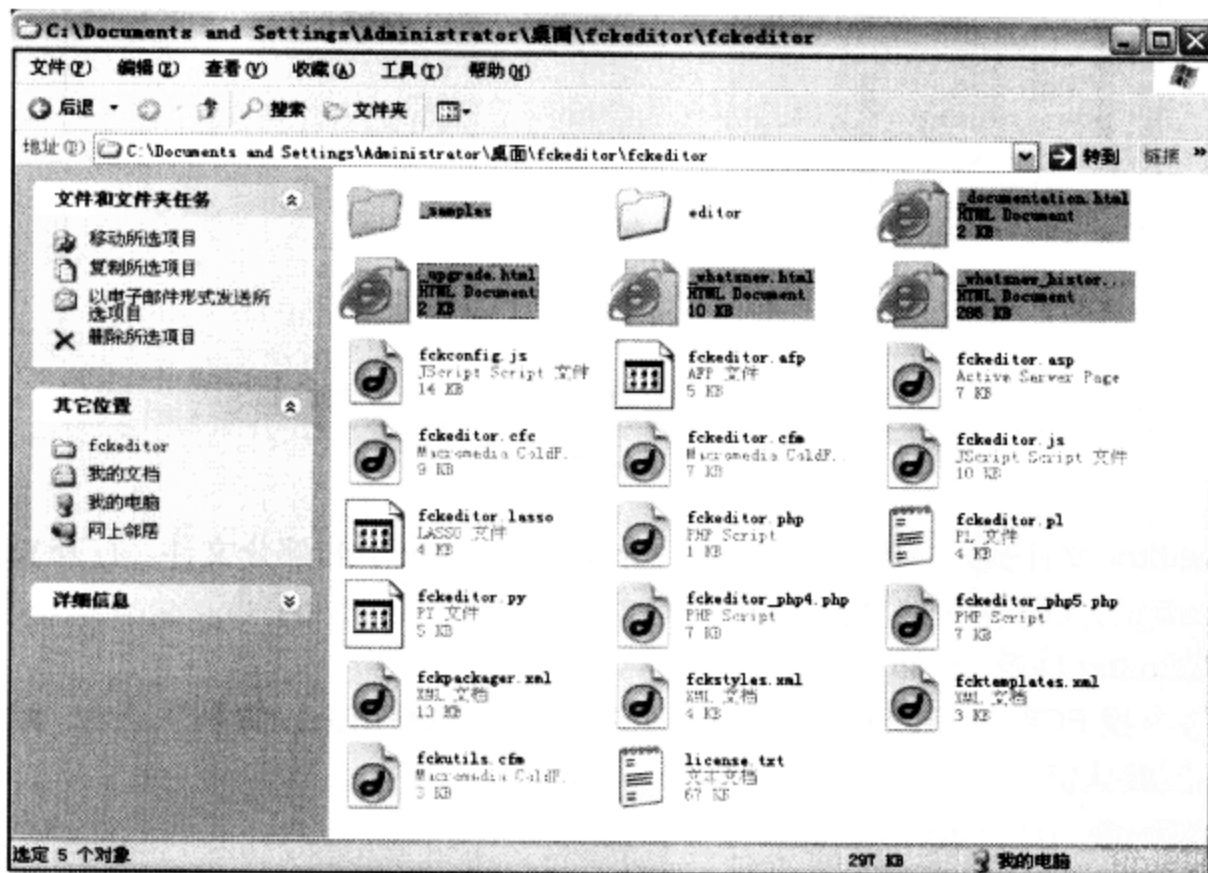 C:\Documents and Settings\Administrator\桌面\fckeditor\fckeditor
文件(F) 编辑(E) 查看(V) 收藏(A) 工具(T) 帮助(H)
后退 搜索 文件夹
地址(D) C:\Documents and Settings\Administrator\桌面\fckeditor\fckeditor 转到 链接 »
文件和文件夹任务
移动所选项目
复制所选项目
以电子邮件形式发送所
选项目
删除所选项目
其它位置
fckeditor
我的文档
我的电脑
网上邻居
详细信息
_samples
editor
_documentation.html
HTML Document
2 KB
_upgrade.html
HTML Document
2 KB
_whatsnew.html
HTML Document
10 KB
_whatsnew_histor...
HTML Document
286 KB
fckconfig.js
JScript Script 文件
14 KB
fckeditor.afp
AFP 文件
5 KB
fckeditor.asp
Active Server Page
7 KB
fckeditor.cfc
Macromedia ColdF...
9 KB
fckeditor.cfm
Macromedia ColdF...
7 KB
fckeditor.js
JScript Script 文件
10 KB
fckeditor.lasso
LASSO 文件
4 KB
fckeditor.php
PHP Script
1 KB
fckeditor.pl
PL 文件
4 KB
fckeditor.py
PY 文件
5 KB
fckeditor_php4.php
PHP Script
7 KB
fckeditor_php5.php
PHP Script
7 KB
fckpackager.xml
XML 文档
13 KB
fckstyles.xml
XML 文档
4 KB
fcktemplates.xml
XML 文档
3 KB
fckutils.cfm
Macromedia ColdF...
3 KB
license.txt
文本文档
67 KB
选定 5 个对象 297 KB 我的电脑